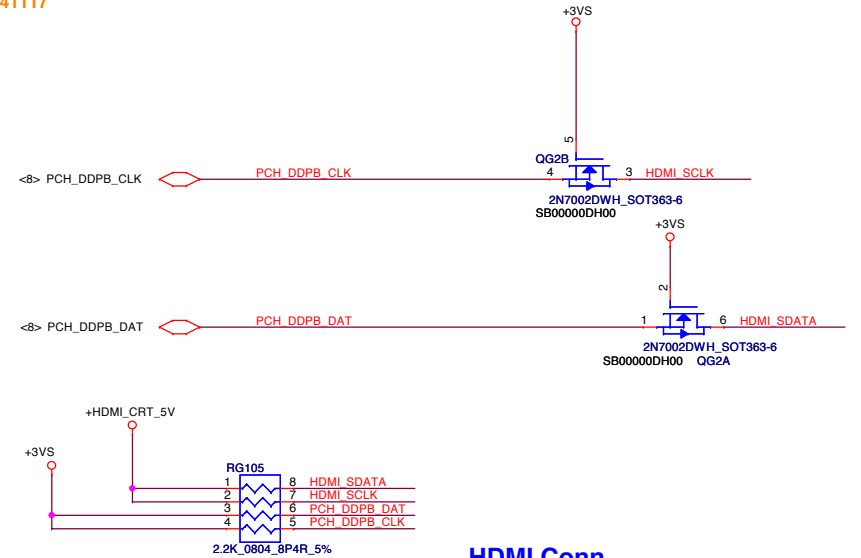 41117
+3VS
5
QG2B
<8> PCH_DDPB_CLK
PCH_DDPB_CLK
4
3
HDMI_SCLK
2N7002DWH_SOT363-6
SB00000DH00
+3VS
2
<8> PCH_DDPB_DAT
PCH_DDPB_DAT
1
6
HDMI_SDATA
2N7002DWH_SOT363-6
SB00000DH00 QG2A
+HDMI_CRT_5V
+3VS
RG105
1 8 HDMI_SDATA
2 7 HDMI_SCLK
3 6 PCH_DDPB_DAT
4 5 PCH_DDPB_CLK
2.2K_0804_8P4R_5%
HDMI Conn